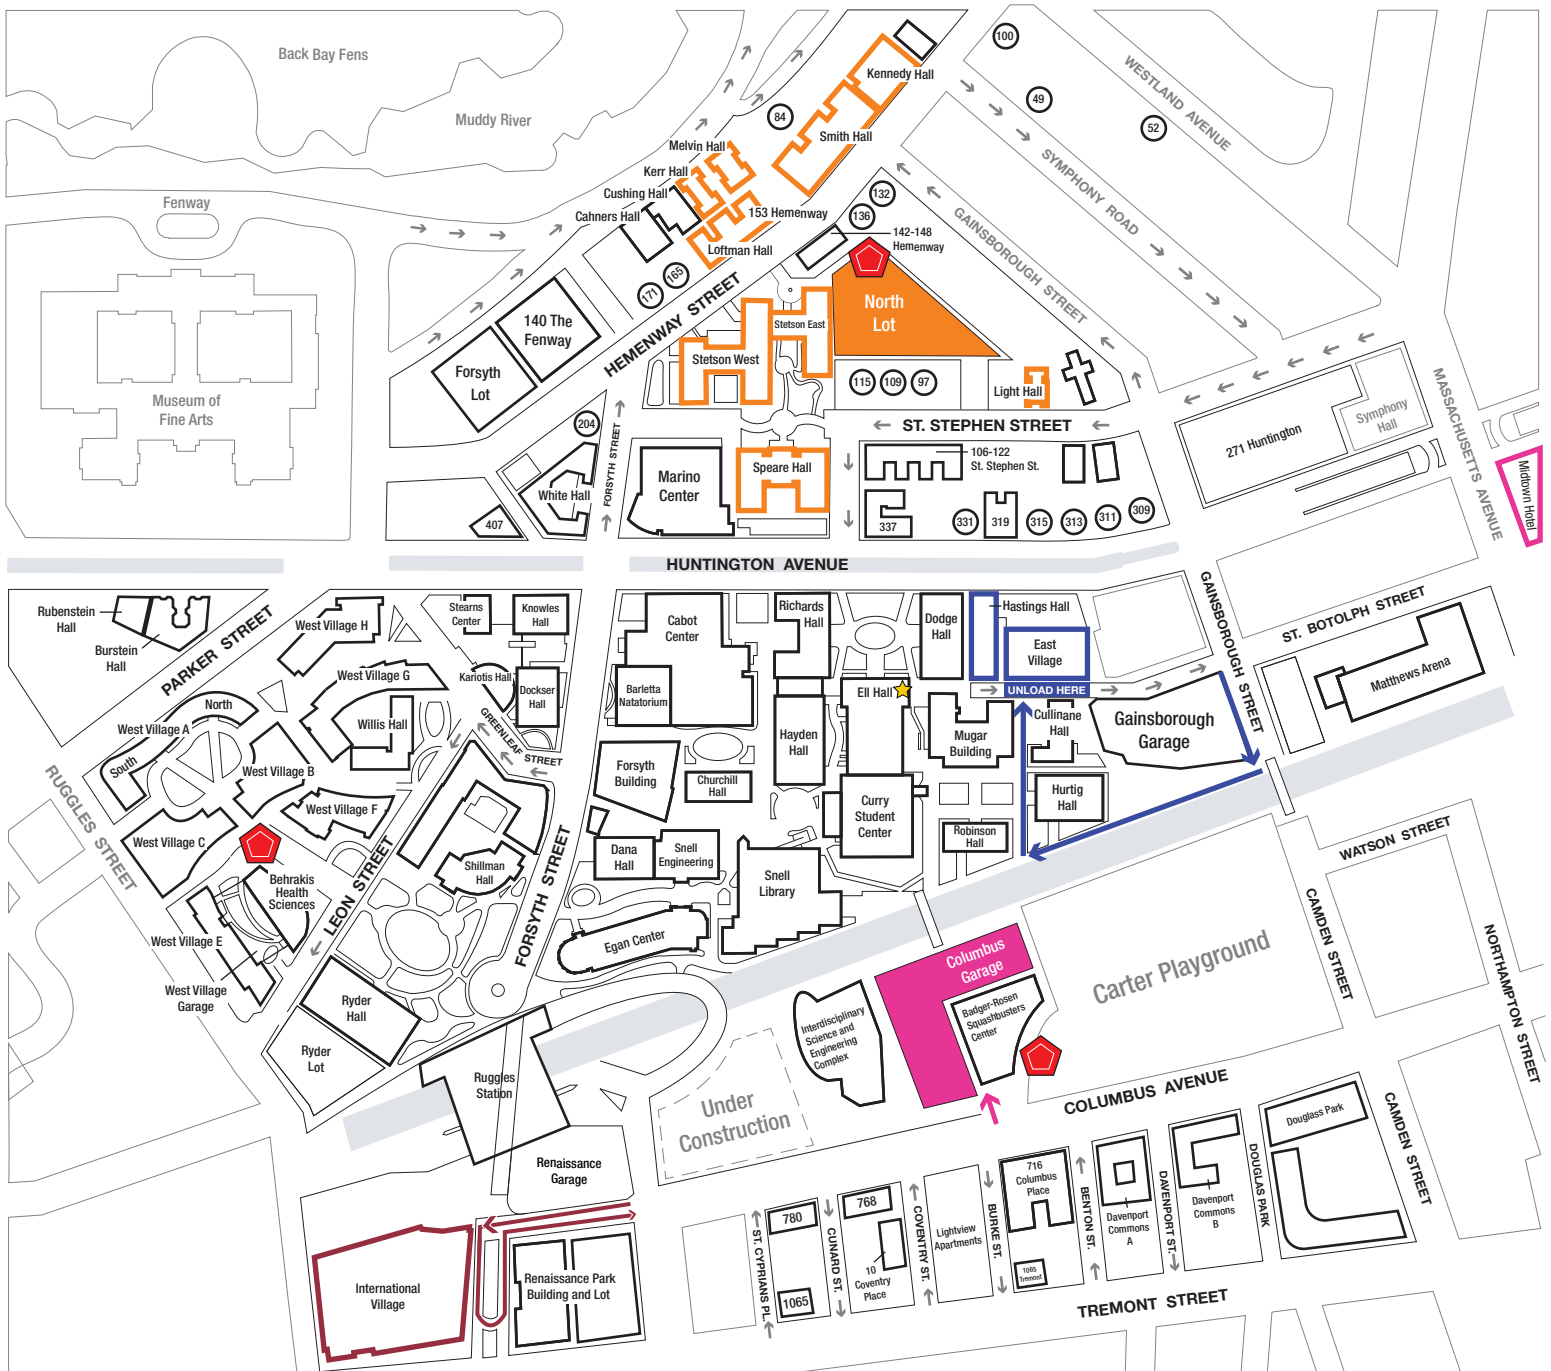 Back Bay Fens
Muddy River
Fenway
Museum of
Fine Arts
100
49
52
84
WESTLAND AVENUE
SYMPHONY ROAD
GAINSBOROUGH STREET
MASSACHUSETTS AVENUE
Kennedy Hall
Smith Hall
Melvin Hall
Kerr Hall
Cushing Hall
Cahners Hall
153 Hemenway
Loftman Hall
132
136
142-148
Hemenway
165
171
HEMENWAY STREET
140 The
Fenway
Forsyth
Lot
North
Lot
Stetson East
Stetson West
115
109
97
Light Hall
ST. STEPHEN STREET
Symphony
Hall
271 Huntington
Midtown Hotel
204
FORSYTH STREET
White Hall
407
Marino
Center
Speare Hall
106-122
St. Stephen St.
337
331
319
315
313
311
309
HUNTINGTON AVENUE
Rubenstein
Hall
Burstein
Hall
PARKER STREET
West Village H
West Village G
Stearns
Center
Knowles
Hall
Kariotis Hall
Dockser
Hall
GREENLEAF STREET
Willis Hall
North
West Village A
South
West Village B
West Village F
West Village C
RUGGLES STREET
Behrakis
Health
Sciences
West Village E
West Village
Garage
LEON STREET
FORSYTH STREET
Shillman
Hall
Ryder
Hall
Ryder
Lot
Cabot
Center
Barletta
Natatorium
Richards
Hall
Ell Hall
Dodge
Hall
Hastings Hall
East
Village
UNLOAD HERE
GAINSBOROUGH STREET
ST. BOTOLPH STREET
Matthews Arena
Hayden
Hall
Mugar
Building
Cullinane
Hall
Gainsborough
Garage
Forsyth
Building
Churchill
Hall
Curry
Student
Center
Hurtig
Hall
Robinson
Hall
Dana
Hall
Snell
Engineering
Snell
Library
Egan Center
WATSON STREET
CAMDEN STREET
NORTHAMPTON STREET
Columbus
Garage
Carter Playground
Interdisciplinary
Science and
Engineering
Complex
Badger-Rosen
Squashbusters
Center
COLUMBUS AVENUE
Ruggles
Station
Under
Construction
Renaissance
Garage
International
Village
Renaissance Park
Building and Lot
ST. CYPRIANS PL.
780
1065
CUNARD ST.
768
10
Coventry
Place
COVENTRY ST.
Lightview
Apartments
BURKE ST.
716
Columbus
Place
1065
Tremont
BENTON ST.
Davenport
Commons
A
DAVENPORT ST.
Davenport
Commons
B
DOUGLAS PARK
Douglass Park
CAMDEN STREET
TREMONT STREET